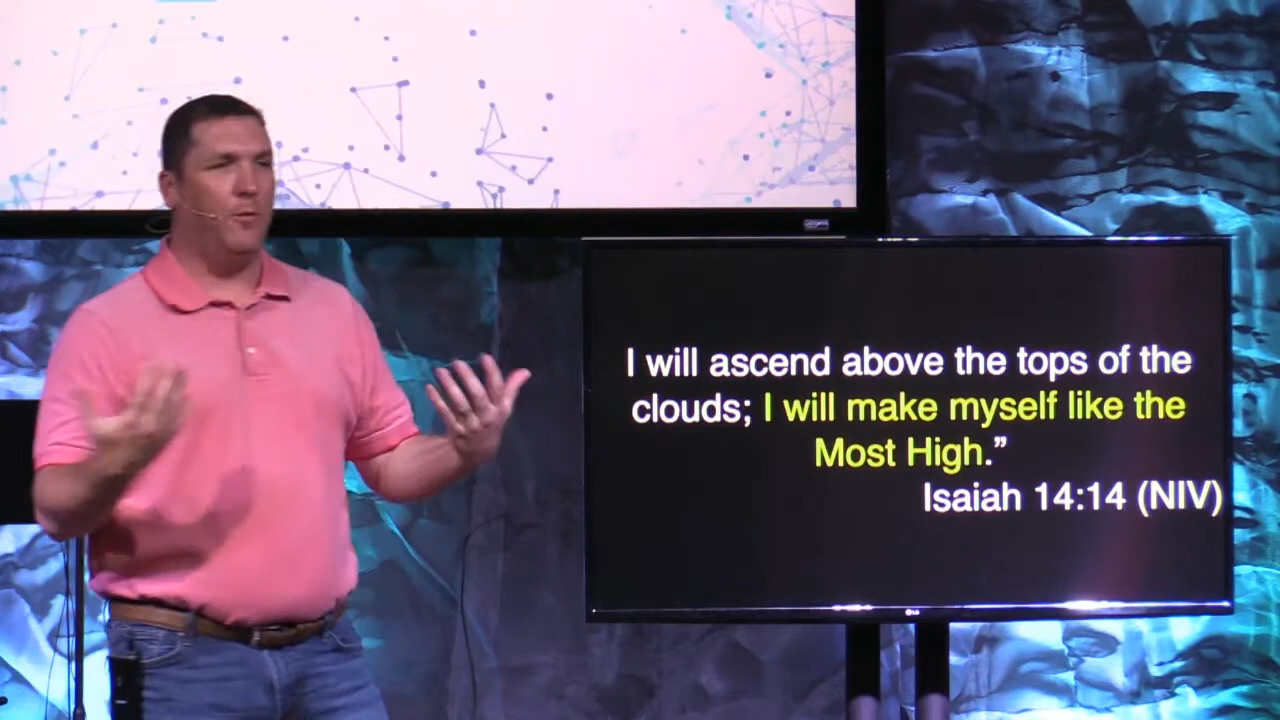 I will ascend above the tops of the
clouds; I will make myself like the
Most High.”
Isaiah 14:14 (NIV)
LG